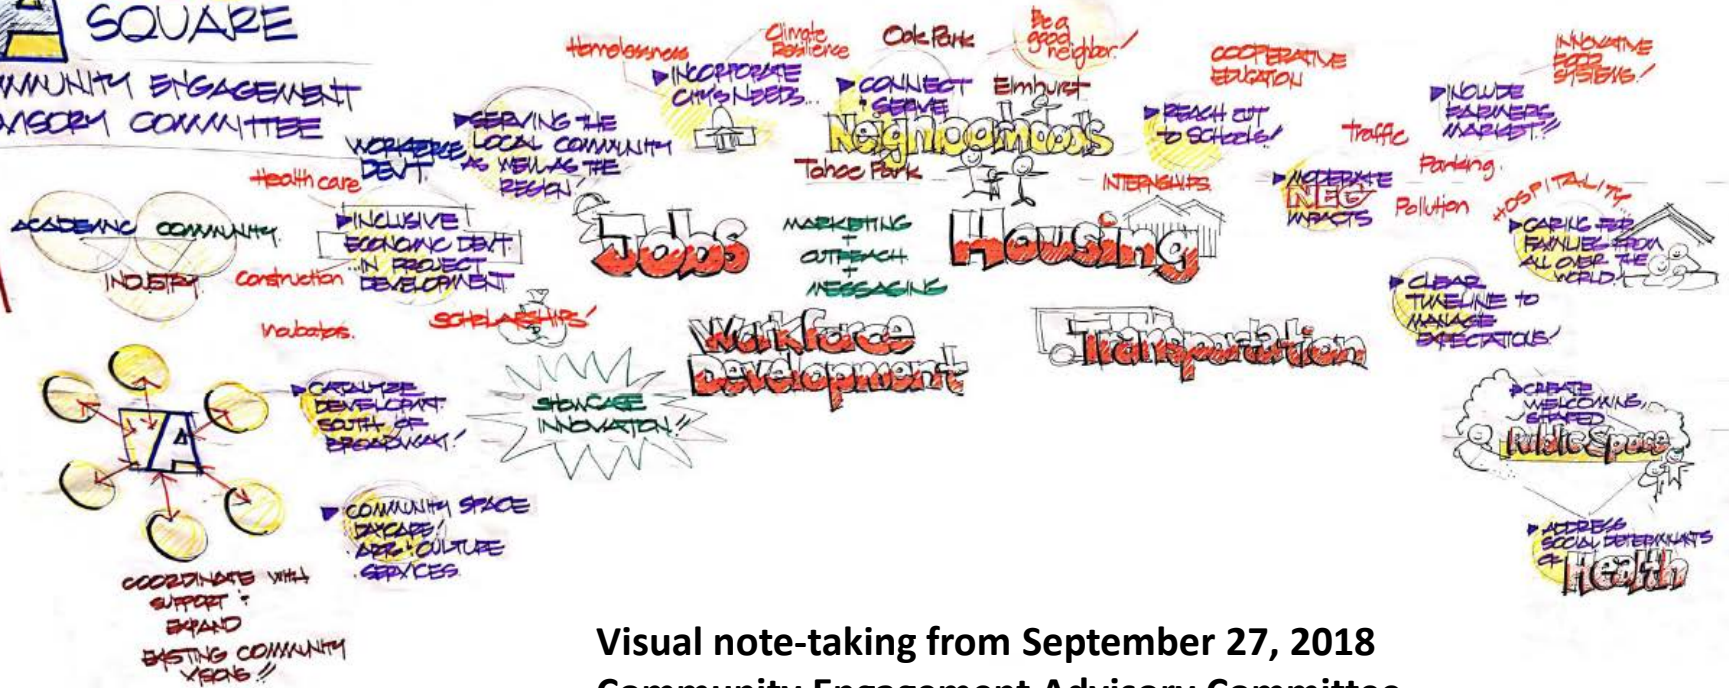 SQUARE
COMMUNITY ENGAGEMENT
ADVISORY COMMITTEE
ACADEMIC
COMMUNITY
INDUSTRY
Health care
Construction
Incubators.
WORKFORCE
DEV'T.
INCLUSIVE
ECONOMIC DEV'T.
...IN PROJECT
DEVELOPMENT
SERVING THE
LOCAL COMMUNITY
AS WELL AS THE
REGION!
SCHOLARSHIPS!
CATALYZE
DEVELOPM'T.
SOUTH OF
BROADWAY!
COMMUNITY SPACE
DAYCARE!
ART & CULTURE
SERVICES.
COORDINATE WITH
SUPPORT &
EXPAND
EXISTING COMMUNITY
VISIONS!!
A
SHOWCASE
INNOVATION!!
Homelessness
Climate
Resilience
INCORPORATE
CITY'S NEEDS...
Oak Park
Be a
good
neighbor!
CONNECT
& SERVE
Elmhurst
Neighborhoods
Tahoe Park
Jobs
MARKETING
+
OUTREACH
+
MESSAGING
Housing
Workforce
Development
Transportation
COOPERATIVE
EDUCATION
REACH OUT
TO SCHOOLS!
INTERNSHIPS.
INNOVATIVE
FOOD
SYSTEMS!
INCLUDE
FARMERS
MARKET!!
Traffic
Parking.
Pollution
MODERATE
NEG
IMPACTS
HOSPITALITY
CARING FOR
FAMILIES FROM
ALL OVER THE
WORLD!
CLEAR
TIMELINE TO
MANAGE
EXPECTATIONS!
CREATE
WELCOMING,
SHARED
Public Space
ADDRESS
SOCIAL DETERMINANTS
OF Health
Visual note-taking from September 27, 2018
Community Engagement Advisory Committee